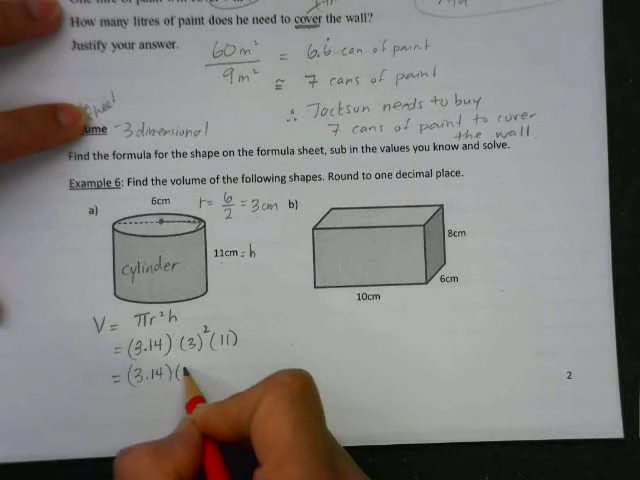 How many litres of paint does he need to cover the wall?
Justify your answer.
60m² / 9m² = 6.6̇ can of paint
≅ 7 cans of paint
∴ Jackson needs to buy
7 cans of paint to cover
the wall
ume - 3 dimensional
Find the formula for the shape on the formula sheet, sub in the values you know and solve.
Example 6: Find the volume of the following shapes. Round to one decimal place.
a) 6cm r = 6/2 = 3cm b)
cylinder 11cm = h
8cm
6cm
10cm
V = πr²h
= (3.14) (3)² (11)
= (3.14)(
2